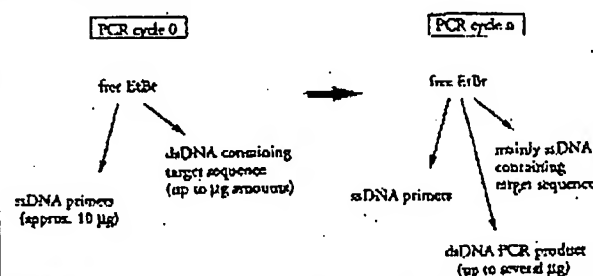 PCR cycle 0
free EtBr
dsDNA containing
target sequence
(up to µg amounts)
ssDNA primers
(approx. 10 µg)
PCR cycle n
free EtBr
mainly ssDNA
containing
target sequence
ssDNA primers
dsDNA PCR product
(up to several µg)